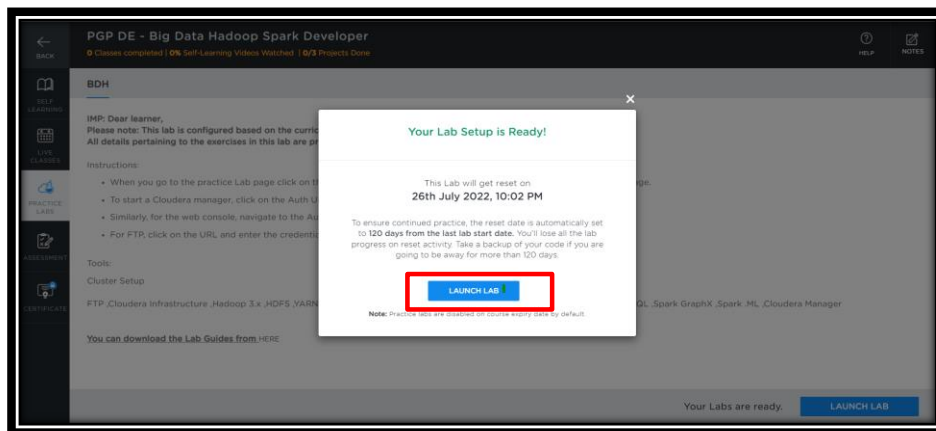 BACK
PGP DE - Big Data Hadoop Spark Developer
0 Classes completed | 0% Self-Learning Videos Watched | 0/3 Projects Done
HELP
NOTES
SELF LEARNING
LIVE CLASSES
PRACTICE LABS
ASSESSMENT
CERTIFICATE
BDH
IMP: Dear learner,
Please note: This lab is configured based on the curric
All details pertaining to the exercises in this lab are pr
Instructions:
• When you go to the practice Lab page click on th
• To start a Cloudera manager, click on the Auth U
• Similarly, for the web console, navigate to the Au
• For FTP, click on the URL and enter the credentia
Tools:
Cluster Setup
FTP ,Cloudera Infrastructure ,Hadoop 3.x ,HDFS ,YARN
QL ,Spark GraphX ,Spark ML ,Cloudera Manager
You can download the Lab Guides from HERE
Your Lab Setup is Ready!
This Lab will get reset on
26th July 2022, 10:02 PM
To ensure continued practice, the reset date is automatically set
to 120 days from the last lab start date. You'll lose all the lab
progress on reset activity. Take a backup of your code if you are
going to be away for more than 120 days.
LAUNCH LAB
Note: Practice labs are disabled on course expiry date by default.
Your Labs are ready.
LAUNCH LAB